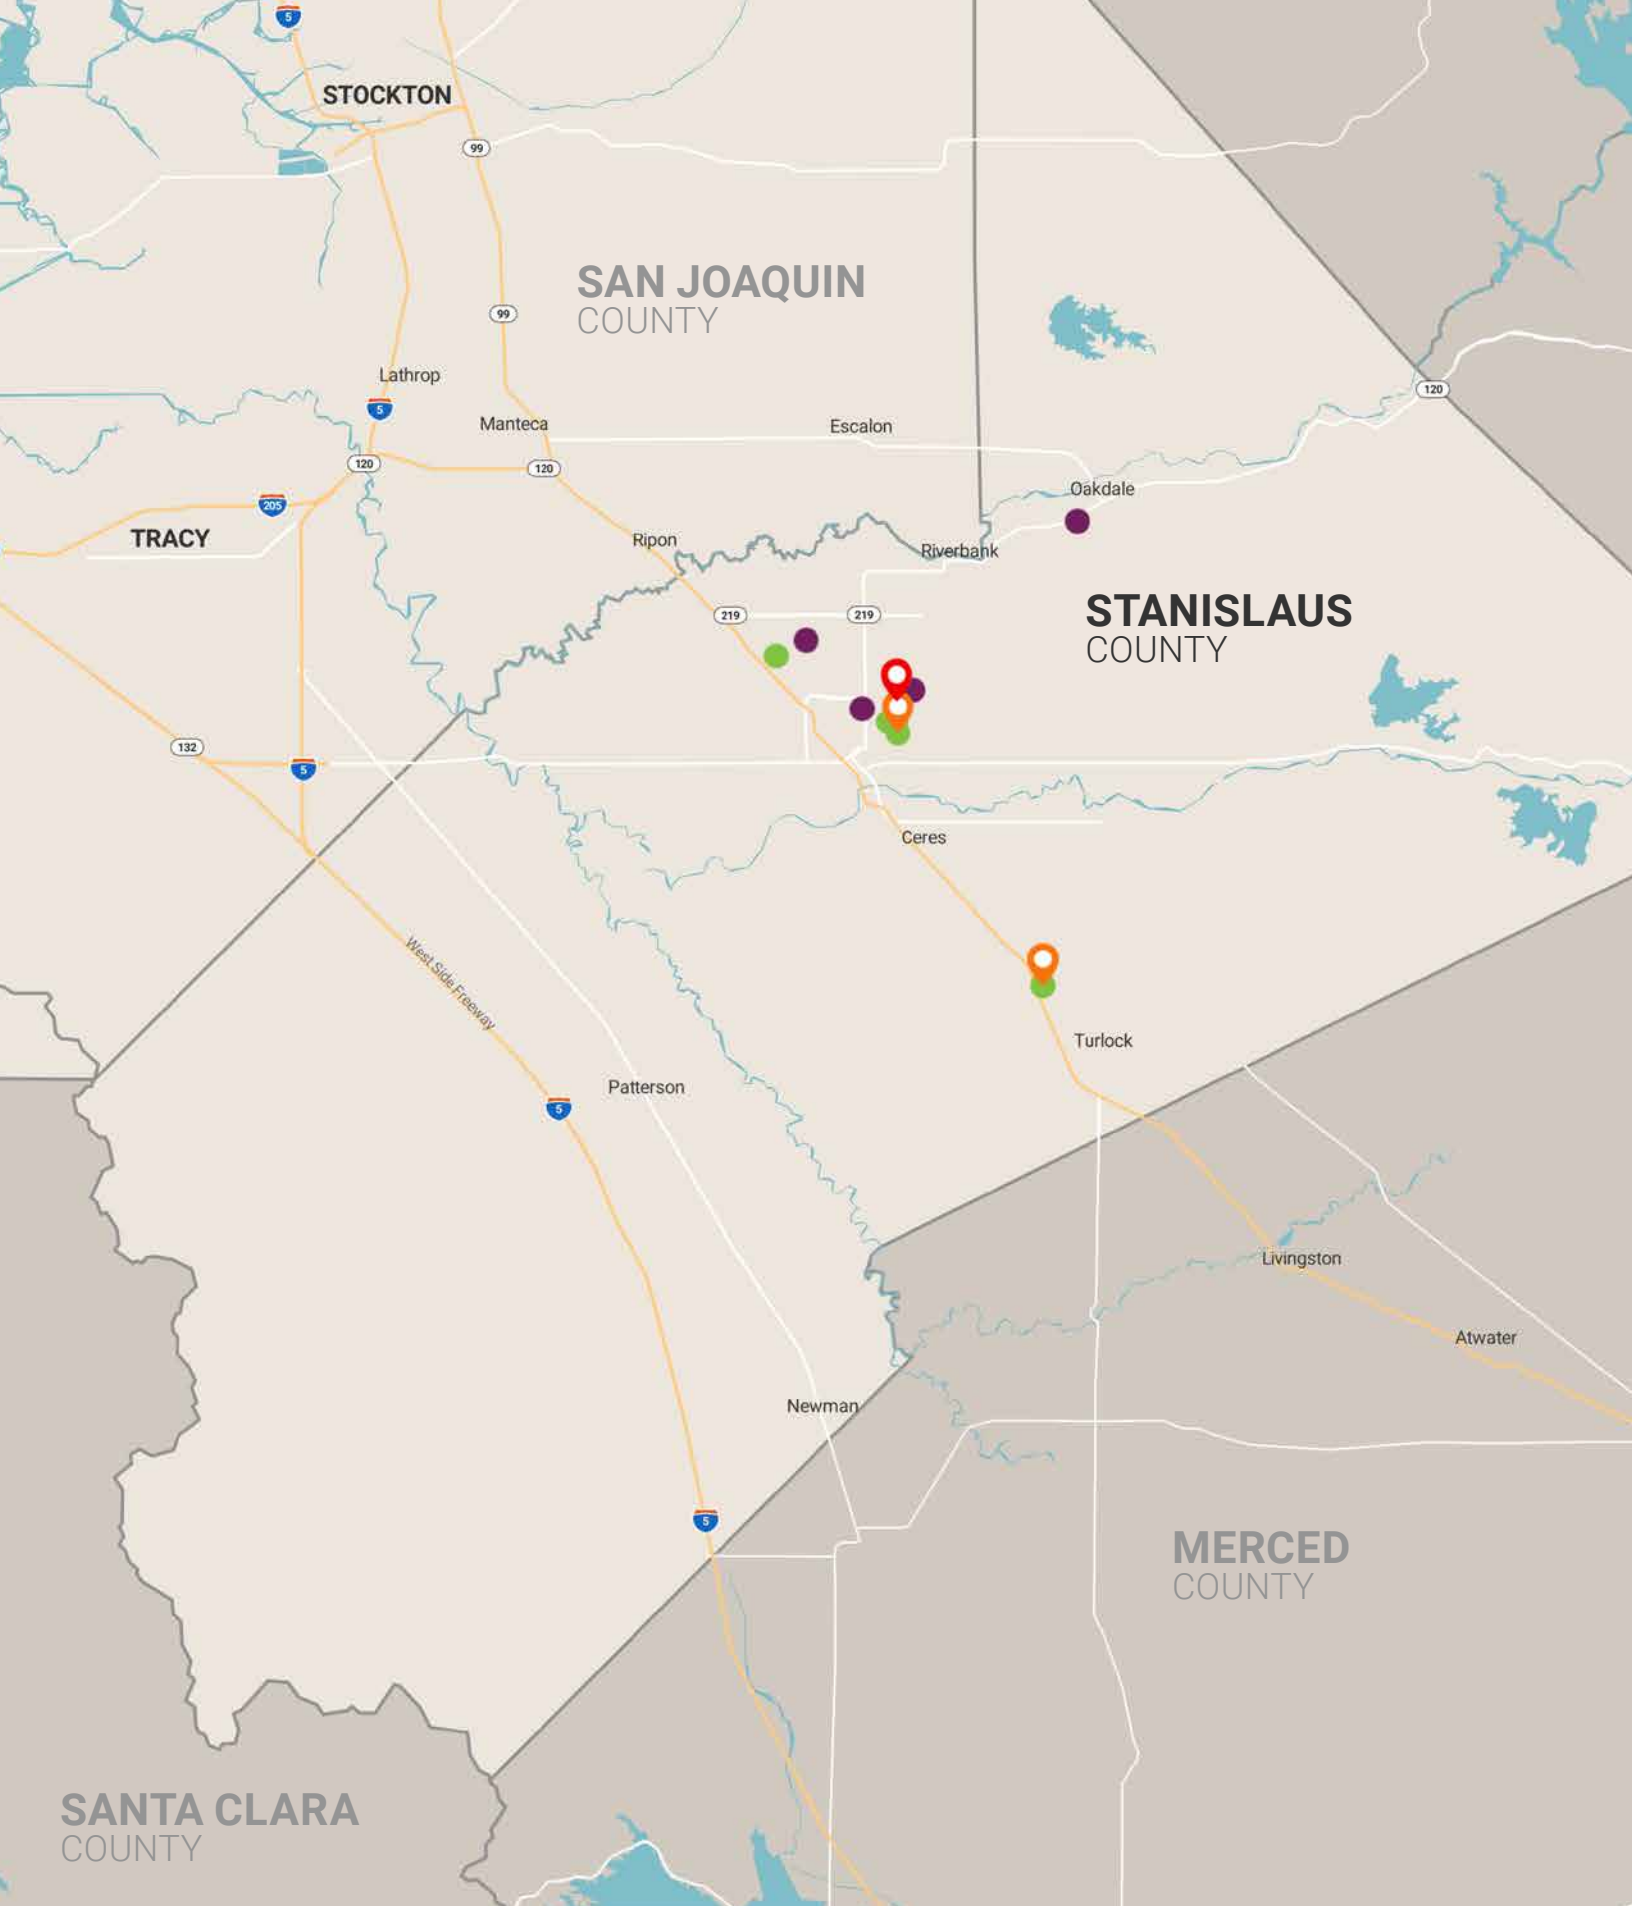 5
STOCKTON
99
SAN JOAQUIN
COUNTY
99
Lathrop
120
5
Manteca
Escalon
120
120
Oakdale
205
TRACY
Ripon
Riverbank
219
219
STANISLAUS
COUNTY
132
5
Ceres
West Side Freeway
Turlock
Patterson
5
Livingston
Atwater
Newman
5
MERCED
COUNTY
SANTA CLARA
COUNTY